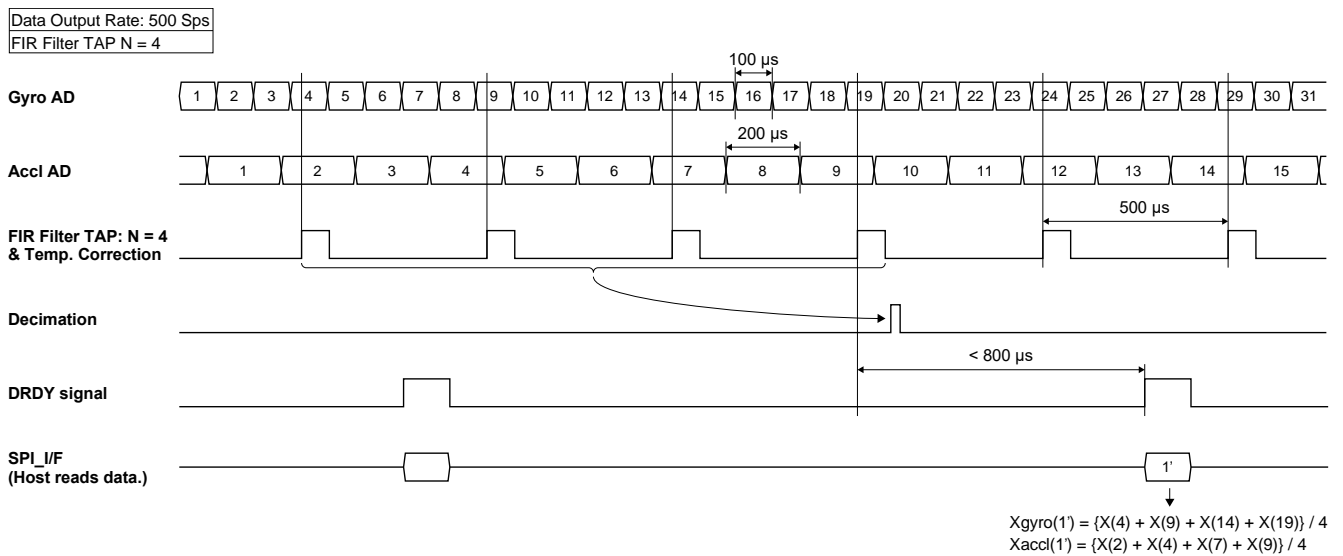 Data Output Rate: 500 Sps
FIR Filter TAP N = 4
100 µs
Gyro AD
1 2 3 4 5 6 7 8 9 10 11 12 13 14 15 16 17 18 19 20 21 22 23 24 25 26 27 28 29 30 31
200 µs
Accl AD
1 2 3 4 5 6 7 8 9 10 11 12 13 14 15
500 µs
FIR Filter TAP: N = 4
& Temp. Correction
Decimation
< 800 µs
DRDY signal
SPI_I/F
(Host reads data.)
1'
Xgyro(1') = {X(4) + X(9) + X(14) + X(19)} / 4
Xaccl(1') = {X(2) + X(4) + X(7) + X(9)} / 4